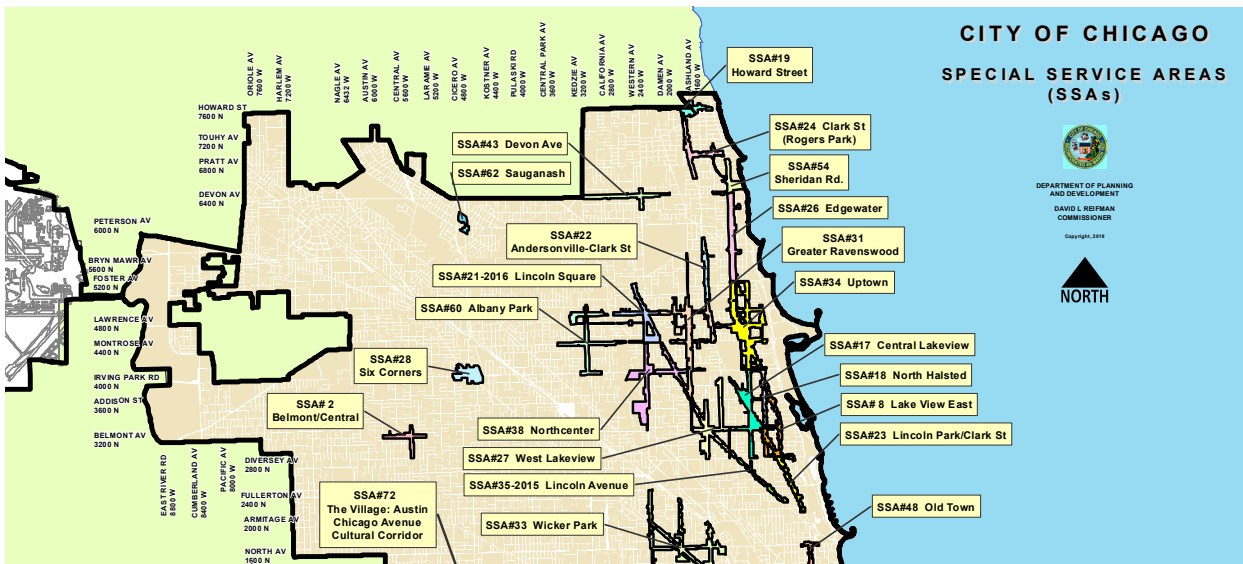 CITY OF CHICAGO
SPECIAL SERVICE AREAS
(SSAs)
DEPARTMENT OF PLANNING
AND DEVELOPMENT
DAVID L REIFMAN
COMMISSIONER
Copyright, 2019
NORTH
ORIOLE AV
7600 W
HARLEM AV
7200 W
NAGLE AV
6432 W
AUSTIN AV
6000 W
CENTRAL AV
5600 W
LARAMIE AV
5200 W
CICERO AV
4800 W
KOSTNER AV
4400 W
PULASKI RD
4000 W
CENTRAL PARK AV
3600 W
KEDZIE AV
3200 W
CALIFORNIA AV
2800 W
WESTERN AV
2400 W
DAMEN AV
2000 W
ASHLAND AV
1600 W
HOWARD ST
7600 N
TOUHY AV
7200 N
PRATT AV
6800 N
DEVON AV
6400 N
PETERSON AV
6000 N
BRYN MAWR AV
5600 N
FOSTER AV
5200 N
LAWRENCE AV
4800 N
MONTROSE AV
4400 N
IRVING PARK RD
4000 N
ADDISON ST
3600 N
BELMONT AV
3200 N
EAST RIVER RD
8800 W
CUMBERLAND AV
8400 W
PACIFIC AV
8000 W
DIVERSEY AV
2800 N
FULLERTON AV
2400 N
ARMITAGE AV
2000 N
NORTH AV
1600 N
SSA#19
Howard Street
SSA#24 Clark St
(Rogers Park)
SSA#43 Devon Ave
SSA#62 Sauganash
SSA#54
Sheridan Rd.
SSA#26 Edgewater
SSA#22
Andersonville-Clark St
SSA#31
Greater Ravenswood
SSA#21-2016 Lincoln Square
SSA#34 Uptown
SSA#60 Albany Park
SSA#17 Central Lakeview
SSA#28
Six Corners
SSA#18 North Halsted
SSA# 2
Belmont/Central
SSA# 8 Lake View East
SSA#38 Northcenter
SSA#23 Lincoln Park/Clark St
SSA#27 West Lakeview
SSA#35-2015 Lincoln Avenue
SSA#72
The Village: Austin
Chicago Avenue
Cultural Corridor
SSA#33 Wicker Park
SSA#48 Old Town